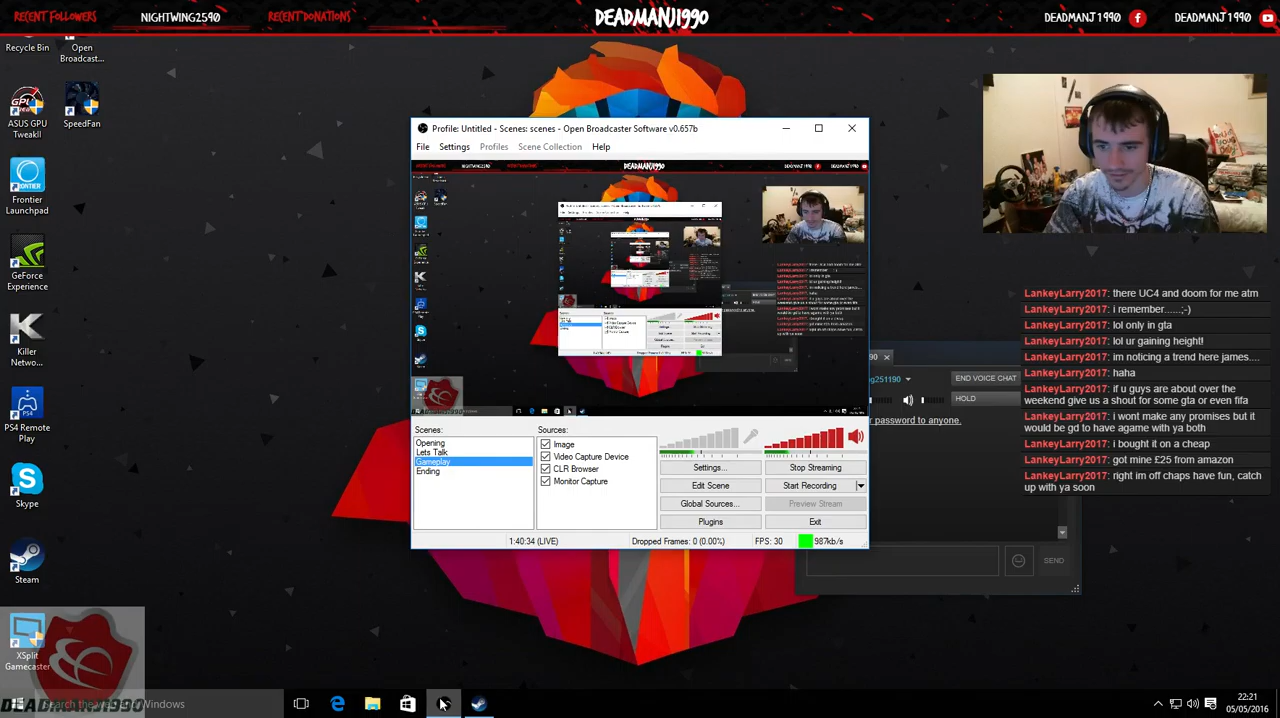 RECENT FOLLOWERS
NIGHTWING2590
RECENT DONATIONS
DEADMANJ1990
DEADMANJ1990
DEADMANJ1990
Recycle Bin
Open
Broadcast...
ASUS GPU
Tweakll
SpeedFan
Frontier
Launchpad
GeForce
Experience
Killer
Networ...
PS4 Remote
Play
Skype
Steam
XSplit
Gamecaster
DEADMANJ1990
Search the web and Windows
Profile: Untitled - Scenes: scenes - Open Broadcaster Software v0.657b
File
Settings
Profiles
Scene Collection
Help
Scenes:
Opening
Lets Talk
Gameplay
Ending
Sources:
Image
Video Capture Device
CLR Browser
Monitor Capture
Settings...
Stop Streaming
Edit Scene
Start Recording
Global Sources...
Preview Stream
Plugins
Exit
1:40:34 (LIVE)
Dropped Frames: 0 (0.00%)
FPS: 30
987kb/s
90
g251190
END VOICE CHAT
HOLD
r password to anyone.
SEND
LankeyLarry2017: i remember......;-)
LankeyLarry2017: lol only in gta
LankeyLarry2017: lol ur gaining height!
LankeyLarry2017: im noticing a trend here james....
LankeyLarry2017: haha
LankeyLarry2017: if u guys are about over the
weekend give us a shout for some gta or even fifa
LankeyLarry2017: i wont make any promises but it
would be gd to have agame with ya both
LankeyLarry2017: i bought it on a cheap
LankeyLarry2017: got mine £25 from amazon
LankeyLarry2017: right im off chaps have fun, catch
up with ya soon
22:21
05/05/2016